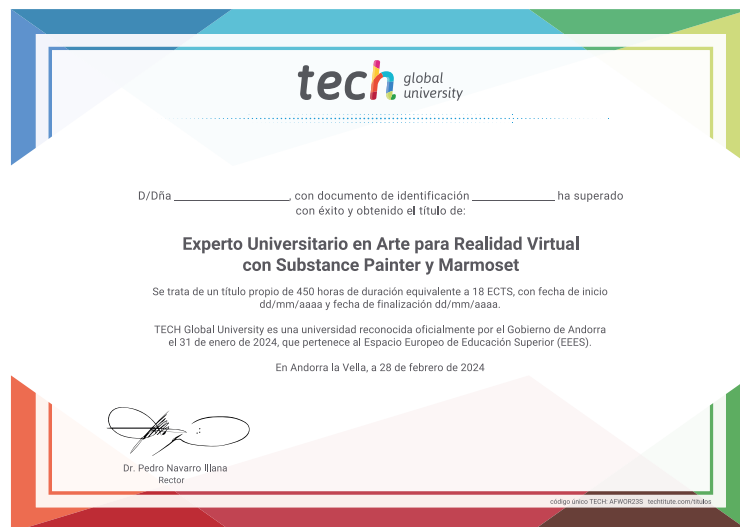 tech global
university
D/Dña ______________________, con documento de identificación ________________ ha superado
con éxito y obtenido el título de:
Experto Universitario en Arte para Realidad Virtual
con Substance Painter y Marmoset
Se trata de un título propio de 450 horas de duración equivalente a 18 ECTS, con fecha de inicio
dd/mm/aaaa y fecha de finalización dd/mm/aaaa.
TECH Global University es una universidad reconocida oficialmente por el Gobierno de Andorra
el 31 de enero de 2024, que pertenece al Espacio Europeo de Educación Superior (EEES).
En Andorra la Vella, a 28 de febrero de 2024
Dr. Pedro Navarro Illana
Rector
código único TECH: AFWOR23S techtitute.com/titulos